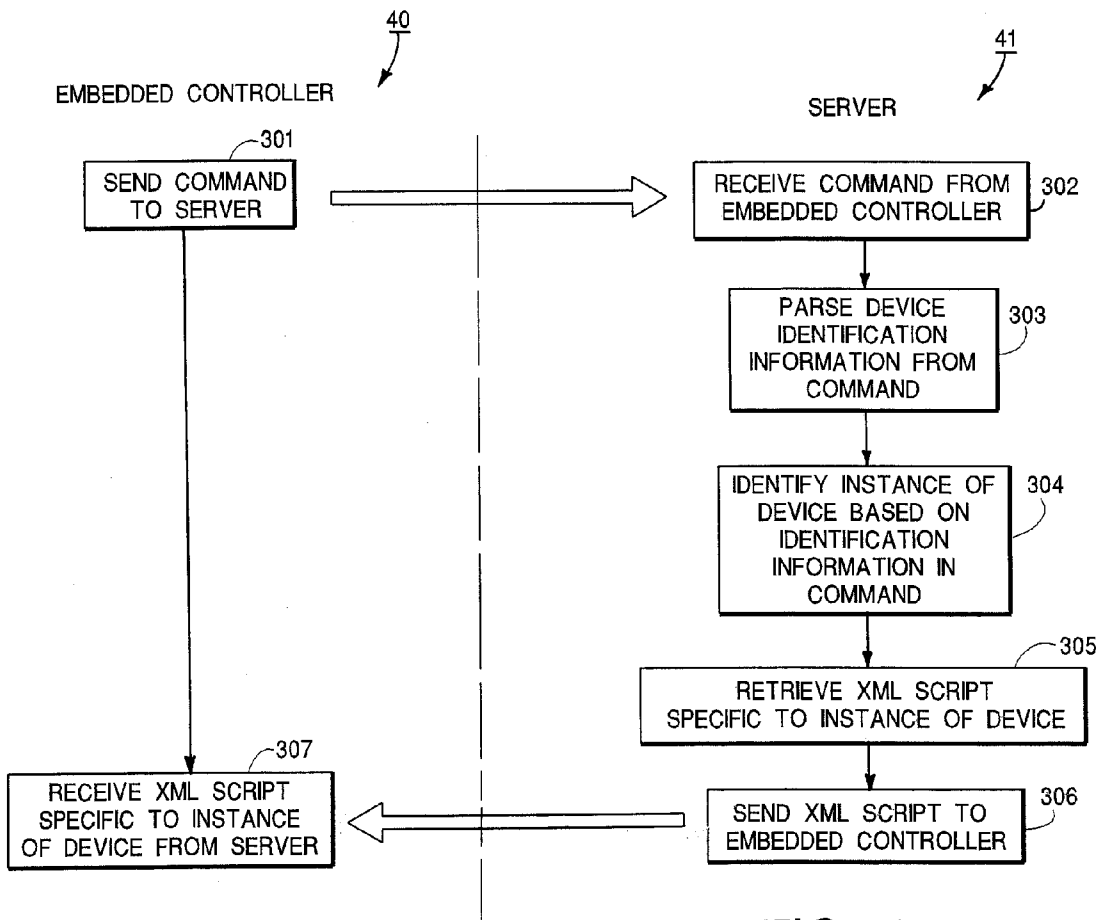 40
41
EMBEDDED CONTROLLER
SERVER
301
SEND COMMAND
TO SERVER
RECEIVE COMMAND FROM
EMBEDDED CONTROLLER
302
PARSE DEVICE
IDENTIFICATION
INFORMATION FROM
COMMAND
303
IDENTIFY INSTANCE OF
DEVICE BASED ON
IDENTIFICATION
INFORMATION IN
COMMAND
304
305
RETRIEVE XML SCRIPT
SPECIFIC TO INSTANCE OF DEVICE
307
RECEIVE XML SCRIPT
SPECIFIC TO INSTANCE
OF DEVICE FROM SERVER
SEND XML SCRIPT TO
EMBEDDED CONTROLLER
306